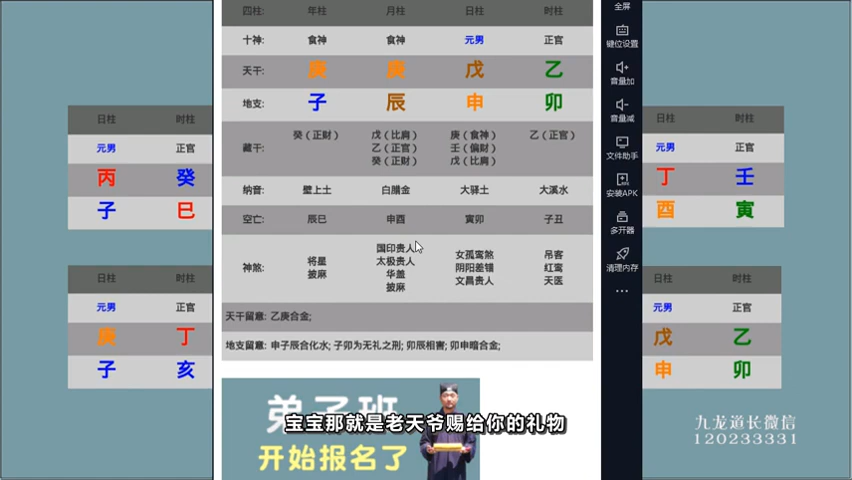 四柱: 年柱 月柱 日柱 时柱
十神: 食神 食神 元男 正官
天干: 庚 庚 戊 乙
地支: 子 辰 申 卯
藏干: 癸（正财） 戊（比肩） 庚（食神） 乙（正官）
乙（正官） 壬（偏财）
癸（正财） 戊（比肩）
纳音: 壁上土 白腊金 大驿土 大溪水
空亡: 辰巳 申酉 寅卯 子丑
神煞: 将星 国印贵人 女孤鸾煞 吊客
披麻 太极贵人 阴阳差错 红鸾
华盖 文昌贵人 天医
披麻
天干留意: 乙庚合金;
地支留意: 申子辰合化水; 子卯为无礼之刑; 卯辰相害; 卯申暗合金;
日柱 时柱
元男 正官
丙 癸
子 巳
日柱 时柱
元男 正官
庚 丁
子 亥
日柱 时柱
元男 正官
丁 壬
酉 寅
日柱 时柱
元男 正官
戊 乙
申 卯
全屏
键位设置
音量加
音量减
文件助手
安装APK
多开器
清理内存
弟子班
宝宝那就是老天爷赐给你的礼物
开始报名了
九龙道长微信
120233331